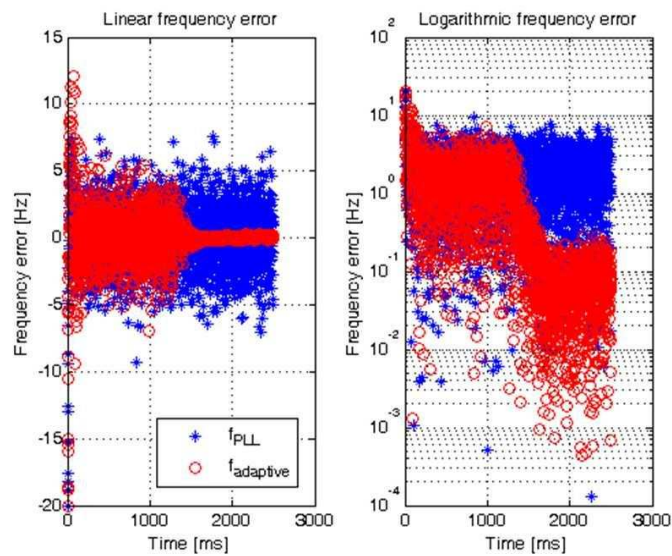 Linear frequency error
Frequency error [Hz]
15
10
5
0
-5
-10
-15
-20
0 1000 2000 3000
Time [ms]
f_PLL
f_adaptive
Logarithmic frequency error
Frequency error [Hz]
10^2
10^1
10^0
10^-1
10^-2
10^-3
10^-4
0 1000 2000 3000
Time [ms]